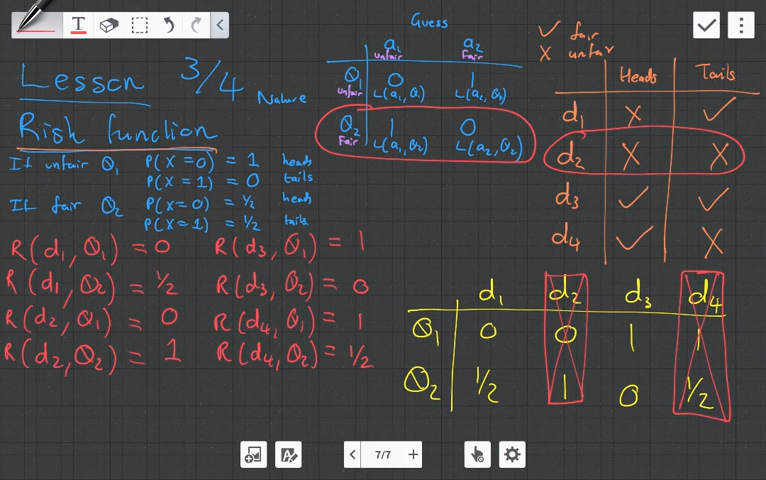 T
Lesson 3/4
Risk function
If unfair θ₁ P(X=0) = 1 heads
P(X=1) = 0 tails
If fair θ₂ P(X=0) = ½ heads
P(X=1) = ½ tails
Guess
Nature
a₁ a₂
unfair Fair
θ₁ 0 1
unfair L(a₁,θ₁) L(a₁,θ₁)
θ₂ 1 0
Fair L(a₁,θ₂) L(a₂,θ₂)
✓ fair
X unfair
Heads Tails
d₁ X ✓
d₂ X X
d₃ ✓ ✓
d₄ ✓ X
R(d₁,θ₁) = 0 R(d₃,θ₁) = 1
R(d₁,θ₂) = ½ R(d₃,θ₂) = 0
R(d₂,θ₁) = 0 R(d₄,θ₁) = 1
R(d₂,θ₂) = 1 R(d₄,θ₂) = ½
d₁ d₂ d₃ d₄
θ₁ 0 0 1 1
θ₂ ½ 1 0 ½
7/7
A